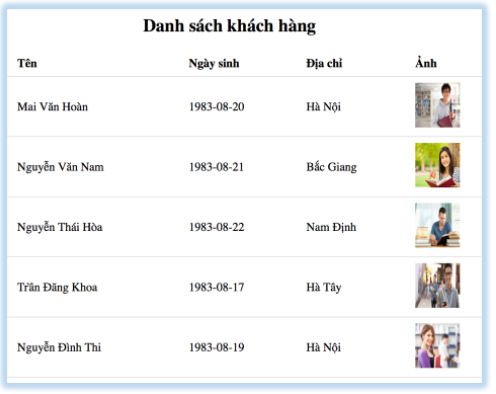 Danh sách khách hàng
Tên Ngày sinh Địa chỉ Ảnh
Mai Văn Hoàn 1983-08-20 Hà Nội
Nguyễn Văn Nam 1983-08-21 Bắc Giang
Nguyễn Thái Hòa 1983-08-22 Nam Định
Trần Đăng Khoa 1983-08-17 Hà Tây
Nguyễn Đình Thi 1983-08-19 Hà Nội